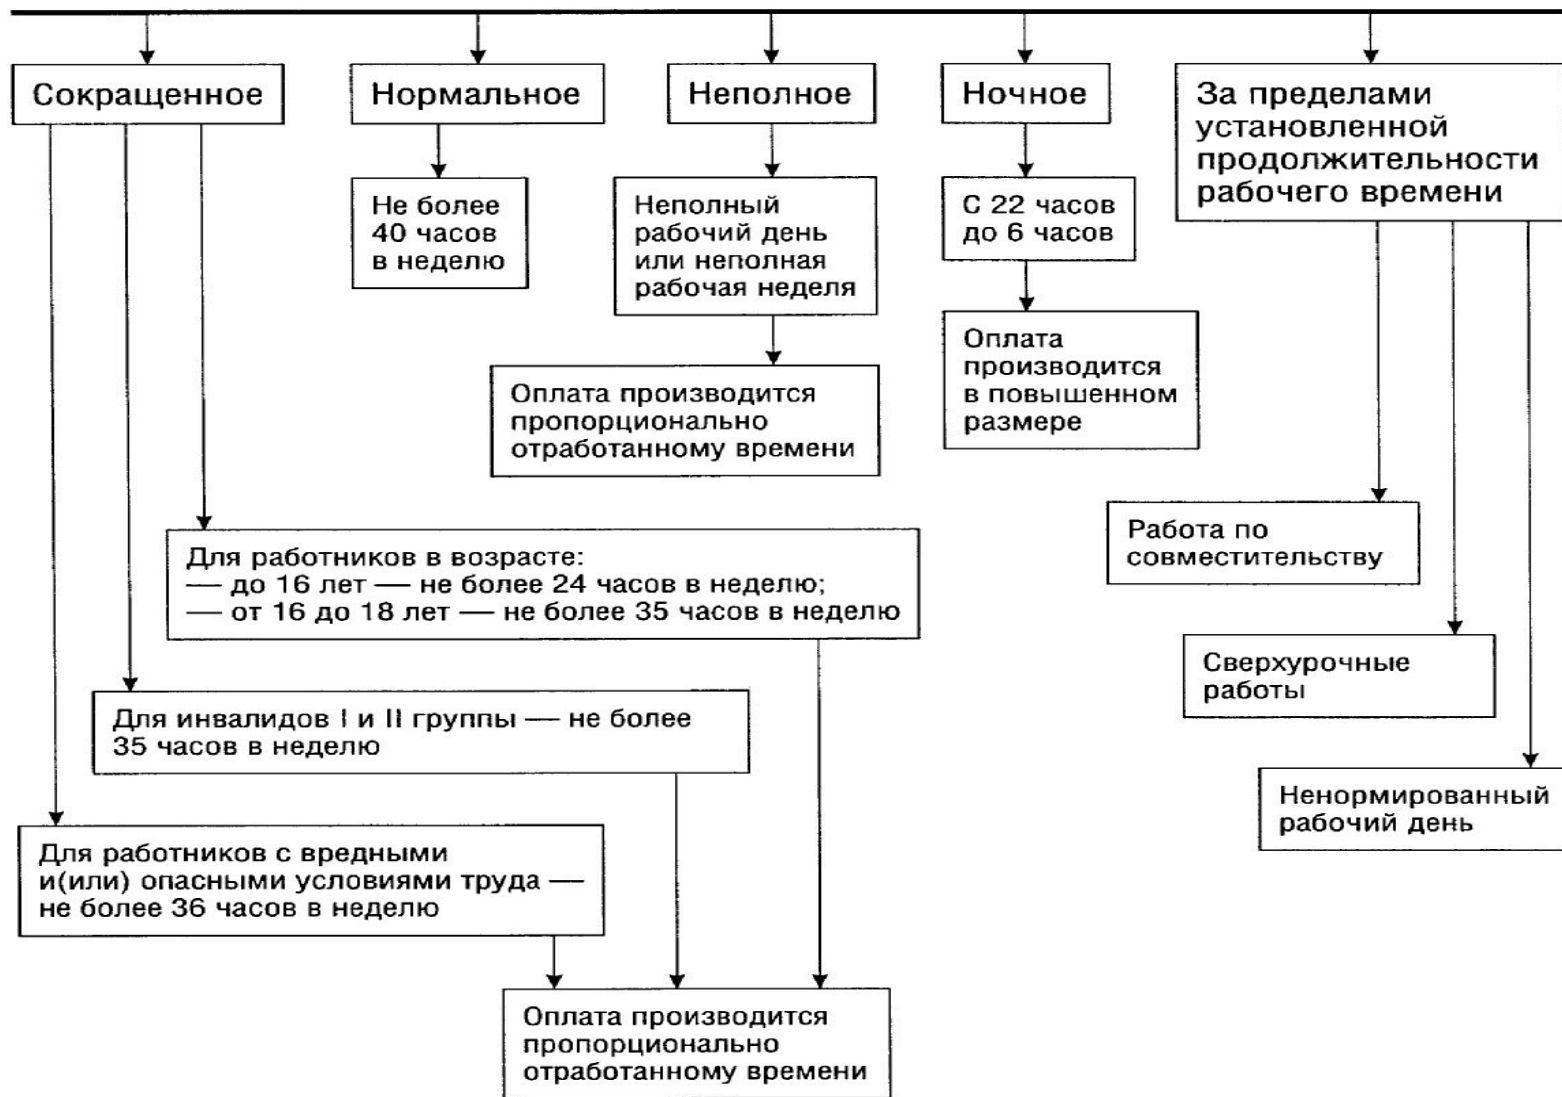 Сокращенное
Нормальное
Неполное
Ночное
За пределами
установленной
продолжительности
рабочего времени
Не более
40 часов
в неделю
Неполный
рабочий день
или неполная
рабочая неделя
С 22 часов
до 6 часов
Оплата производится
пропорционально
отработанному времени
Оплата
производится
в повышенном
размере
Для работников в возрасте:
— до 16 лет — не более 24 часов в неделю;
— от 16 до 18 лет — не более 35 часов в неделю
Работа по
совместительству
Сверхурочные
работы
Для инвалидов I и II группы — не более
35 часов в неделю
Ненормированный
рабочий день
Для работников с вредными
и(или) опасными условиями труда —
не более 36 часов в неделю
Оплата производится
пропорционально
отработанному времени